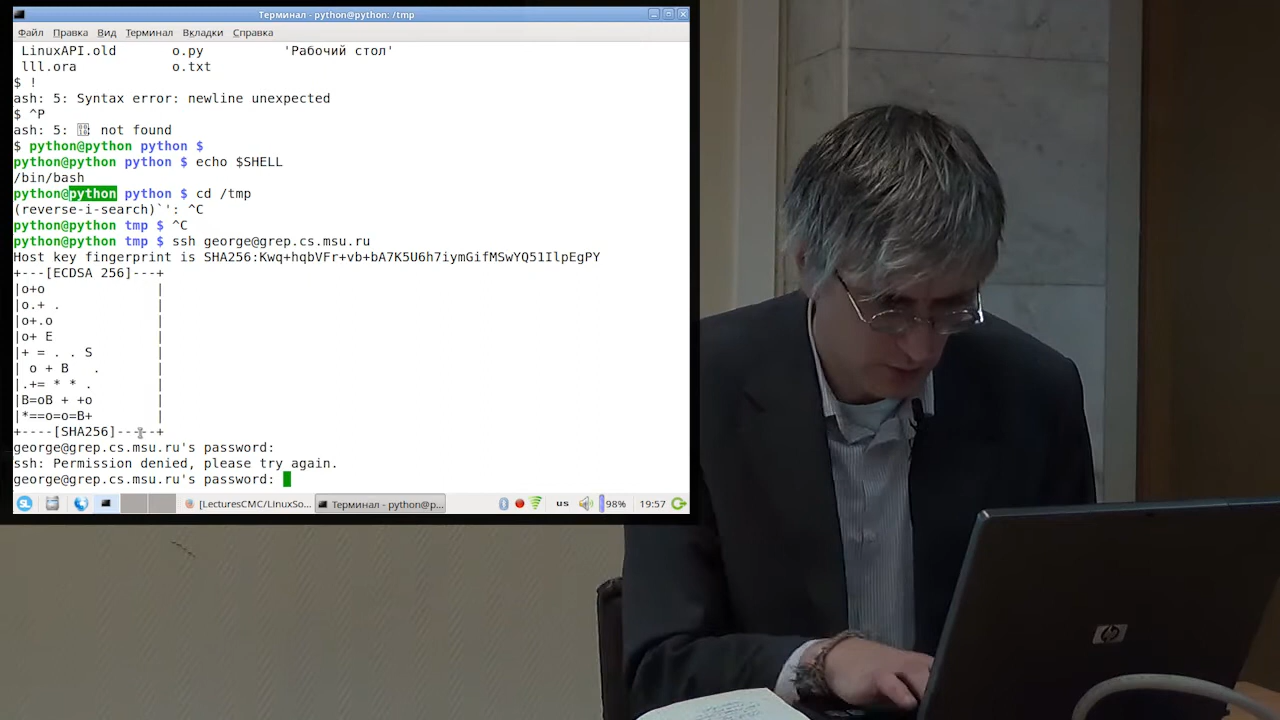 Терминал - python@python: /tmp
Файл Правка Вид Терминал Вкладки Справка
LinuxAPI.old o.py 'Рабочий стол'
lll.ora o.txt
$ !
ash: 5: Syntax error: newline unexpected
$ ^P
ash: 5: not found
$ python@python python $
python@python python $ echo $SHELL
/bin/bash
python@python python $ cd /tmp
(reverse-i-search)`': ^C
python@python tmp $ ^C
python@python tmp $ ssh george@grep.cs.msu.ru
Host key fingerprint is SHA256:Kwq+hqbVFr+vb+bA7K5U6h7iymGifMSwYQ51IlpEgPY
+---[ECDSA 256]---+
|o+o |
|o.+ . |
|o+.o |
|o+ E |
|+ = . . S |
| o + B . |
|.+= * * . |
|B=oB + +o |
|*==o=o=B+ |
+----[SHA256]-----+
george@grep.cs.msu.ru's password:
ssh: Permission denied, please try again.
george@grep.cs.msu.ru's password:
[LecturesCMC/LinuxSo... Терминал - python@p... us 98% 19:57
hp